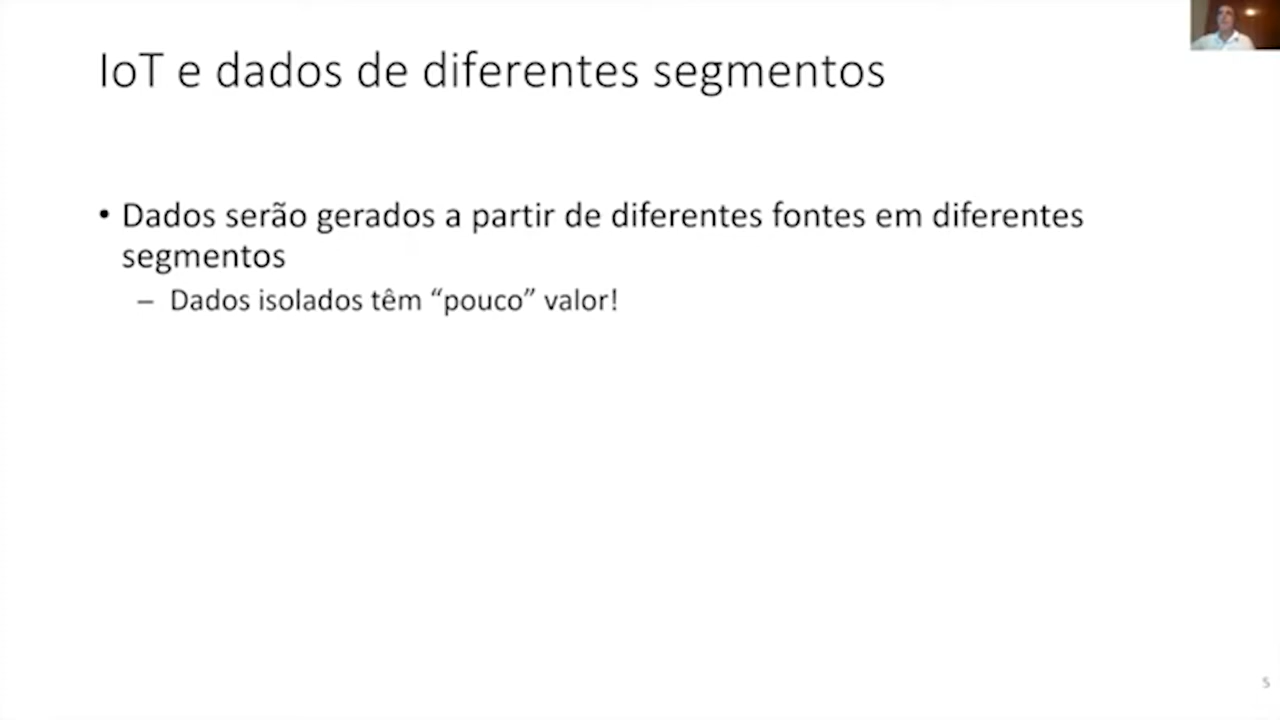 IoT e dados de diferentes segmentos
• Dados serão gerados a partir de diferentes fontes em diferentes
segmentos
– Dados isolados têm “pouco” valor!
5